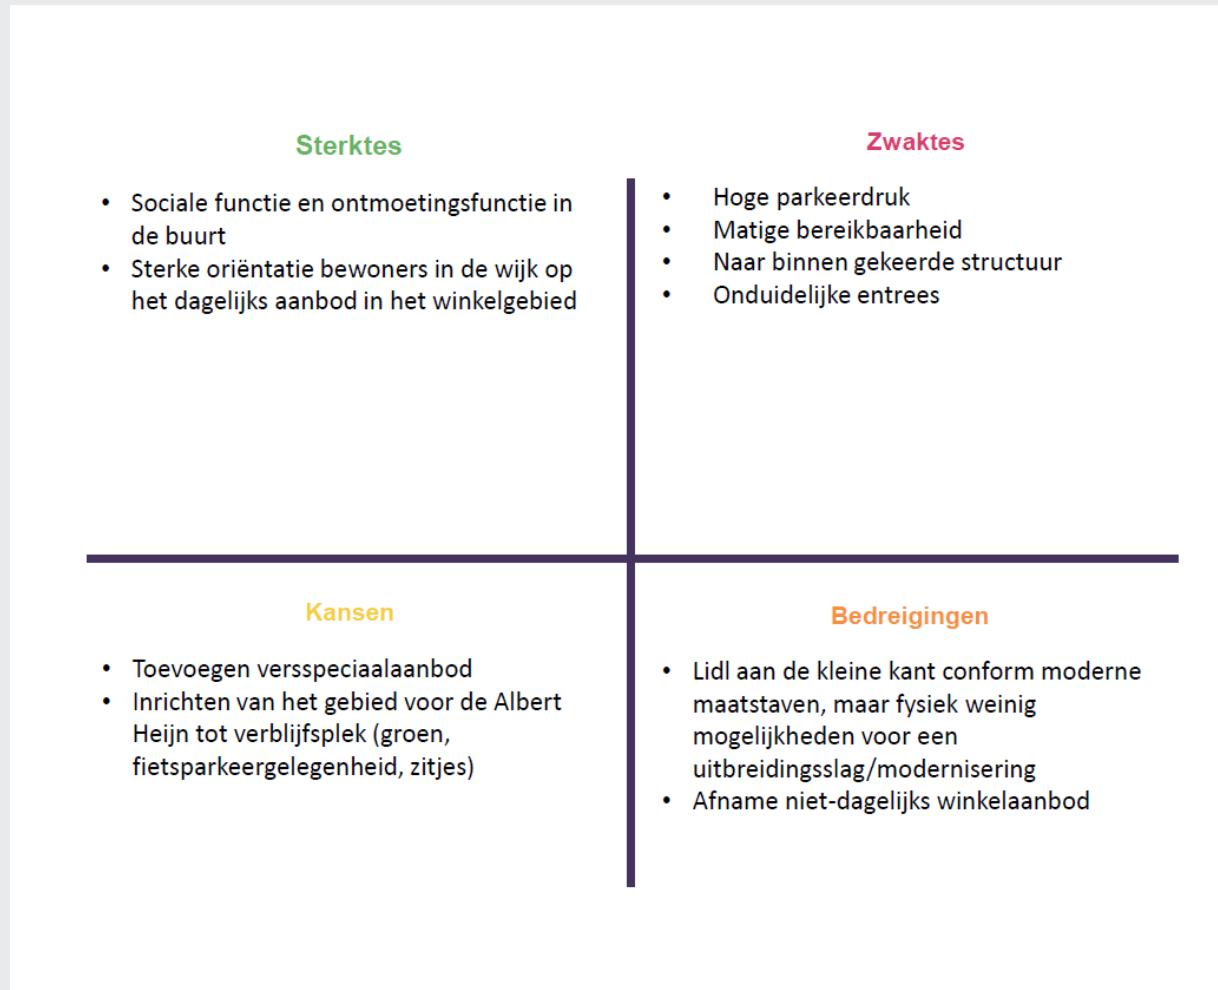 Sterktes
• Sociale functie en ontmoetingsfunctie in
de buurt
• Sterke oriëntatie bewoners in de wijk op
het dagelijks aanbod in het winkelgebied
Zwaktes
• Hoge parkeerdruk
• Matige bereikbaarheid
• Naar binnen gekeerde structuur
• Onduidelijke entrees
Kansen
• Toevoegen versspeciaalaanbod
• Inrichten van het gebied voor de Albert
Heijn tot verblijfsplek (groen,
fietsparkeergelegenheid, zitjes)
Bedreigingen
• Lidl aan de kleine kant conform moderne
maatstaven, maar fysiek weinig
mogelijkheden voor een
uitbreidingsslag/modernisering
• Afname niet-dagelijks winkelaanbod